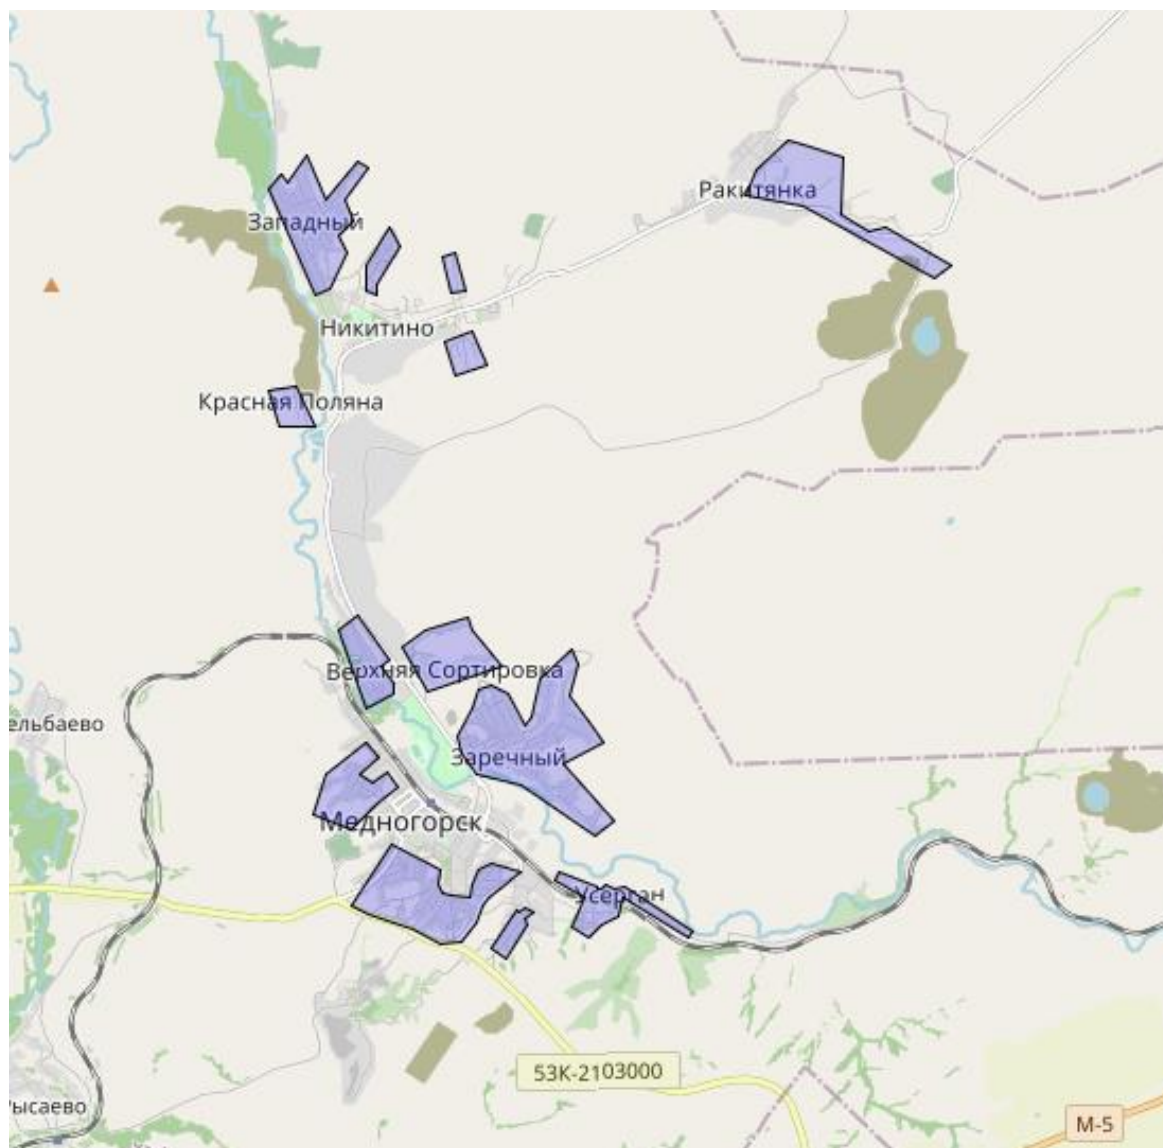 Ракитянка
Западный
Никитино
Красная Поляна
Верхняя Сортировка
ельбаево
Заречный
Медногорск
Усерган
53К-2103000
ысаево
М-5